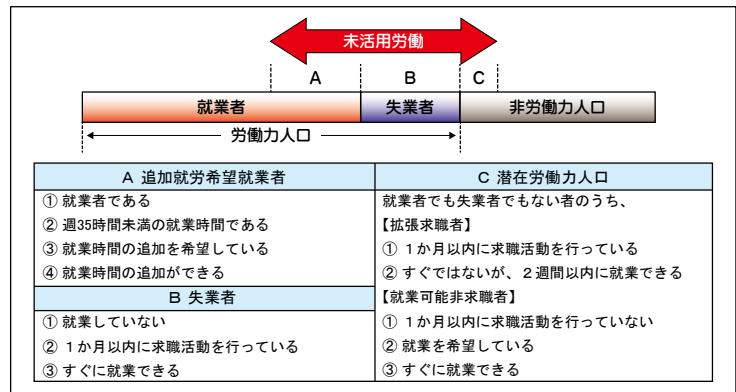 未活用労働
A B C
就業者 失業者 非労働力人口
労働力人口
A 追加就労希望就業者
① 就業者である
② 週35時間未満の就業時間である
③ 就業時間の追加を希望している
④ 就業時間の追加ができる
B 失業者
① 就業していない
② 1か月以内に求職活動を行っている
③ すぐに就業できる
C 潜在労働力人口
就業者でも失業者でもない者のうち、
【拡張求職者】
① 1か月以内に求職活動を行っている
② すぐではないが、2週間以内に就業できる
【就業可能非求職者】
① 1か月以内に求職活動を行っていない
② 就業を希望している
③ すぐに就業できる